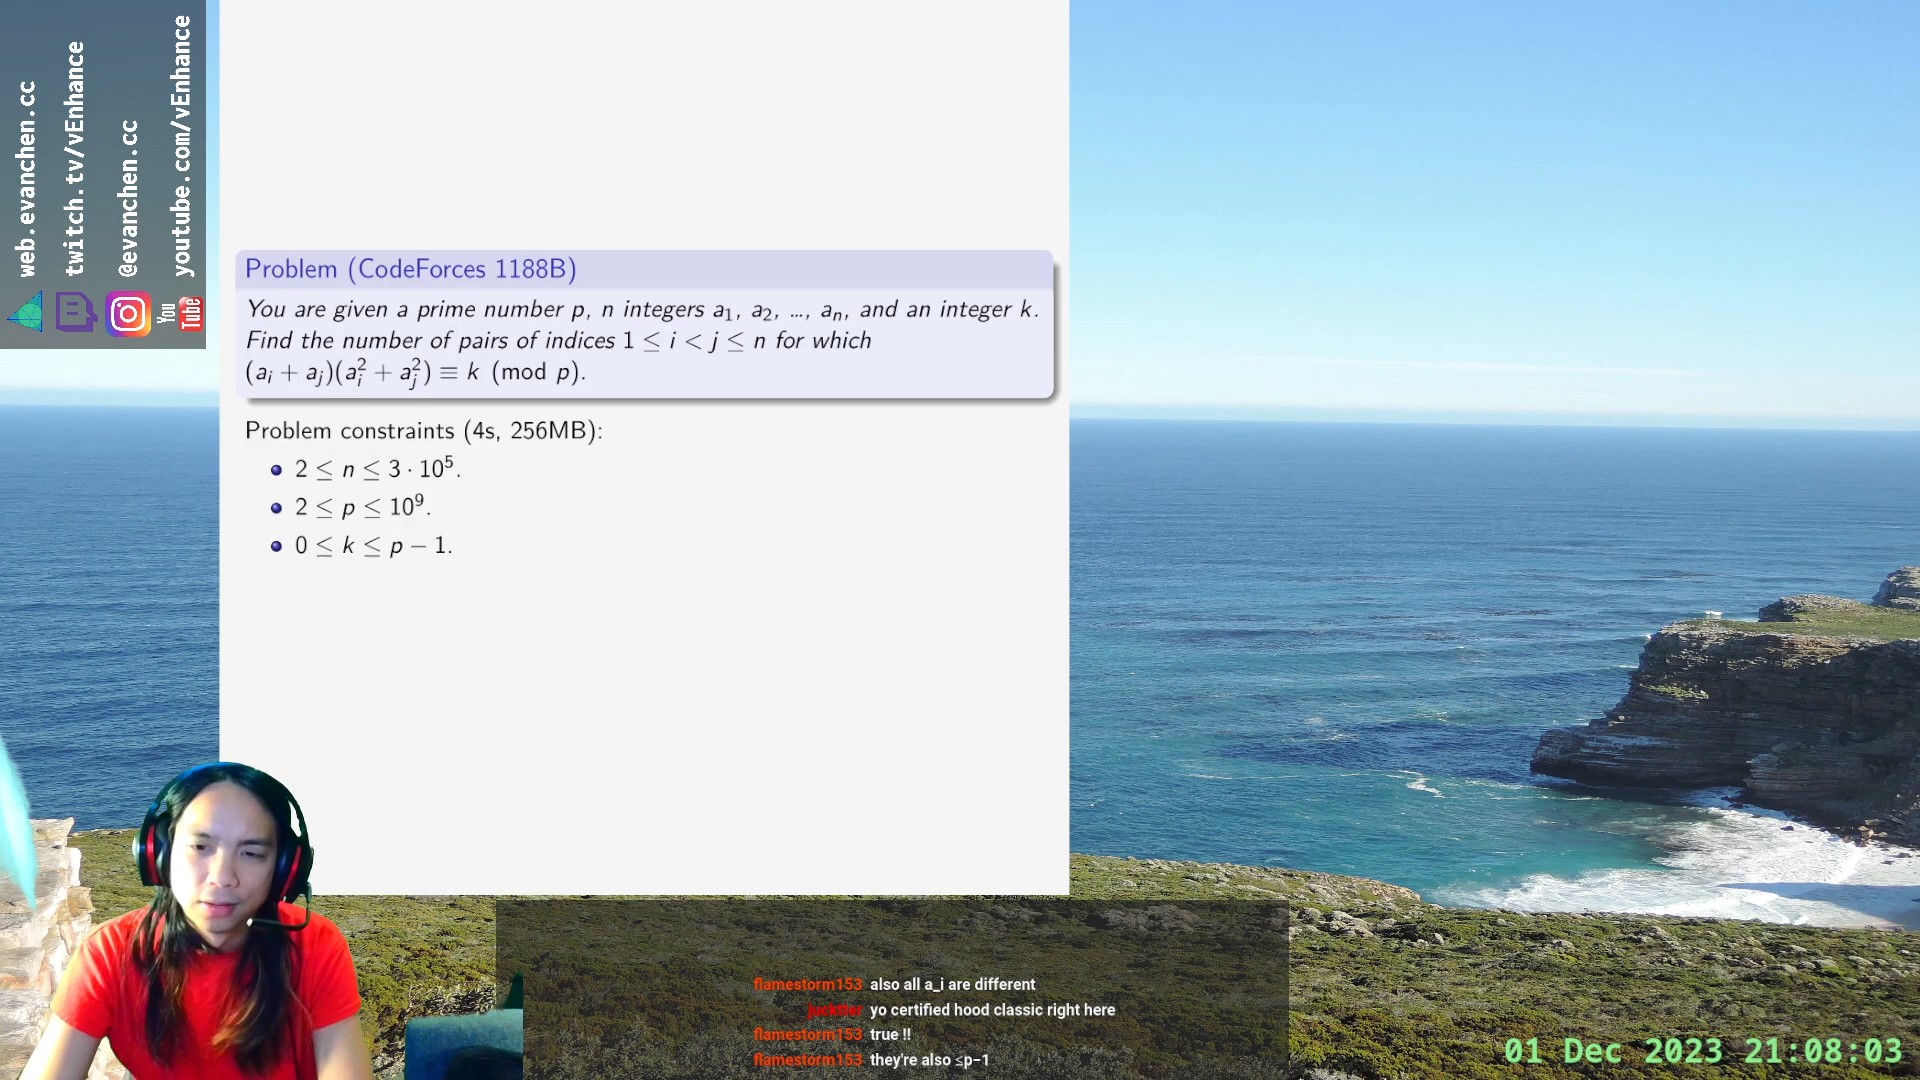 web.evanchen.cc
twitch.tv/vEnhance
@evanchen.cc
youtube.com/vEnhance
You
Tube
Problem (CodeForces 1188B)
You are given a prime number p, n integers a₁, a₂, ..., aₙ, and an integer k.
Find the number of pairs of indices 1 ≤ i < j ≤ n for which
(aᵢ + aⱼ)(aᵢ² + aⱼ²) ≡ k (mod p).
Problem constraints (4s, 256MB):
2 ≤ n ≤ 3 · 10⁵.
2 ≤ p ≤ 10⁹.
0 ≤ k ≤ p − 1.
flamestorm153 also all a_i are different
yo certified hood classic right here
flamestorm153 true !!
flamestorm153 they're also ≤p−1
01 Dec 2023 21:08:03